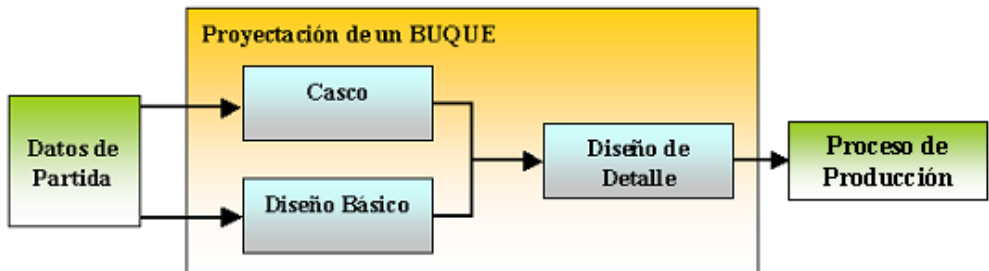 Proyectación de un BUQUE
Casco
Datos de
Partida
Diseño Básico
Diseño de
Detalle
Proceso de
Producción